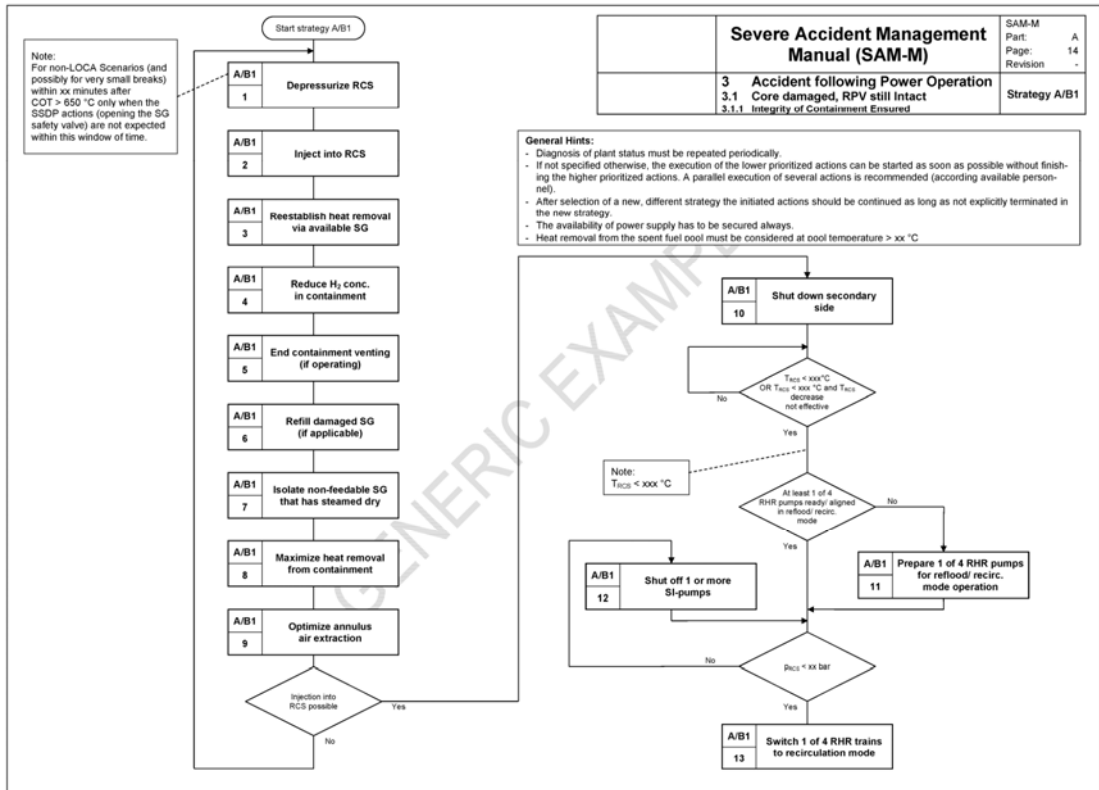 Start strategy A/B1
Severe Accident Management
Manual (SAM-M)
SAM-M
Part: A
Page: 14
Revision -
3 Accident following Power Operation
3.1 Core damaged, RPV still Intact
3.1.1 Integrity of Containment Ensured
Strategy A/B1
Note:
For non-LOCA Scenarios (and
possibly for very small breaks)
within xx minutes after
COT > 650 °C only when the
SSDP actions (opening the SG
safety valve) are not expected
within this window of time.
General Hints:
- Diagnosis of plant status must be repeated periodically.
- If not specified otherwise, the execution of the lower prioritized actions can be started as soon as possible without finish-
ing the higher prioritized actions. A parallel execution of several actions is recommended (according available person-
nel).
- After selection of a new, different strategy the initiated actions should be continued as long as not explicitly terminated in
the new strategy.
- The availability of power supply has to be secured always.
- Heat removal from the spent fuel pool must be considered at pool temperature > xx °C
A/B1
1
Depressurize RCS
A/B1
2
Inject into RCS
A/B1
3
Reestablish heat removal
via available SG
A/B1
4
Reduce H₂ conc.
in containment
A/B1
5
End containment venting
(if operating)
A/B1
6
Refill damaged SG
(if applicable)
A/B1
7
Isolate non-feedable SG
that has steamed dry
A/B1
8
Maximize heat removal
from containment
A/B1
9
Optimize annulus
air extraction
Injection into
RCS possible
Yes
No
A/B1
10
Shut down secondary
side
T_RCS < xxx°C
OR T_RCS < xxx °C and T_RCS
decrease
not effective
No
Yes
Note:
T_RCS < xxx °C
At least 1 of 4
RHR pumps ready/ aligned
in reflood/ recirc.
mode
No
Yes
A/B1
11
Prepare 1 of 4 RHR pumps
for reflood/ recirc.
mode operation
A/B1
12
Shut off 1 or more
SI-pumps
p_RCS < xx bar
No
Yes
A/B1
13
Switch 1 of 4 RHR trains
to recirculation mode
GENERIC EXAMPLE